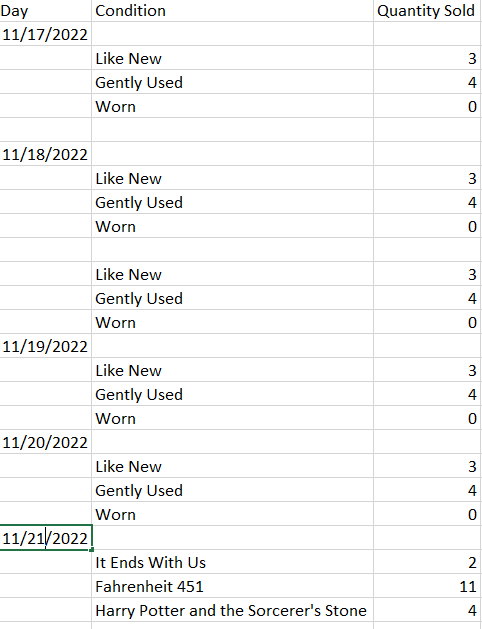 Day Condition Quantity Sold
11/17/2022
Like New 3
Gently Used 4
Worn 0
11/18/2022
Like New 3
Gently Used 4
Worn 0
Like New 3
Gently Used 4
Worn 0
11/19/2022
Like New 3
Gently Used 4
Worn 0
11/20/2022
Like New 3
Gently Used 4
Worn 0
11/21/2022
It Ends With Us 2
Fahrenheit 451 11
Harry Potter and the Sorcerer's Stone 4